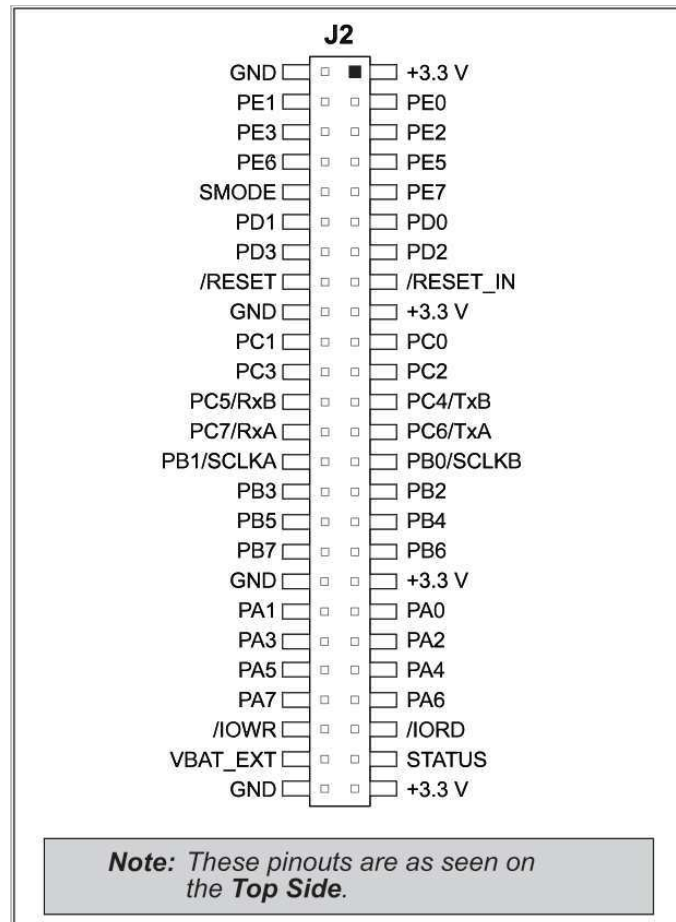 J2
GND +3.3 V
PE1 PE0
PE3 PE2
PE6 PE5
SMODE PE7
PD1 PD0
PD3 PD2
/RESET /RESET_IN
GND +3.3 V
PC1 PC0
PC3 PC2
PC5/RxB PC4/TxB
PC7/RxA PC6/TxA
PB1/SCLKA PB0/SCLKB
PB3 PB2
PB5 PB4
PB7 PB6
GND +3.3 V
PA1 PA0
PA3 PA2
PA5 PA4
PA7 PA6
/IOWR /IORD
VBAT_EXT STATUS
GND +3.3 V
Note: These pinouts are as seen on
the Top Side.